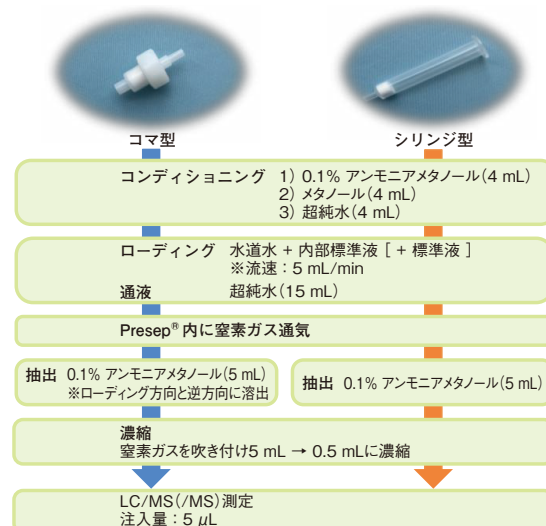 コマ型
シリンジ型
コンディショニング 1) 0.1% アンモニアメタノール(4 mL)
2) メタノール(4 mL)
3) 超純水(4 mL)
ローディング 水道水 + 内部標準液 [ + 標準液 ]
※流速：5 mL/min
通液 超純水(15 mL)
Presep® 内に窒素ガス通気
抽出 0.1% アンモニアメタノール(5 mL)
※ローディング方向と逆方向に溶出
抽出 0.1% アンモニアメタノール(5 mL)
濃縮
窒素ガスを吹き付け5 mL → 0.5 mLに濃縮
LC/MS(/MS)測定
注入量：5 μL